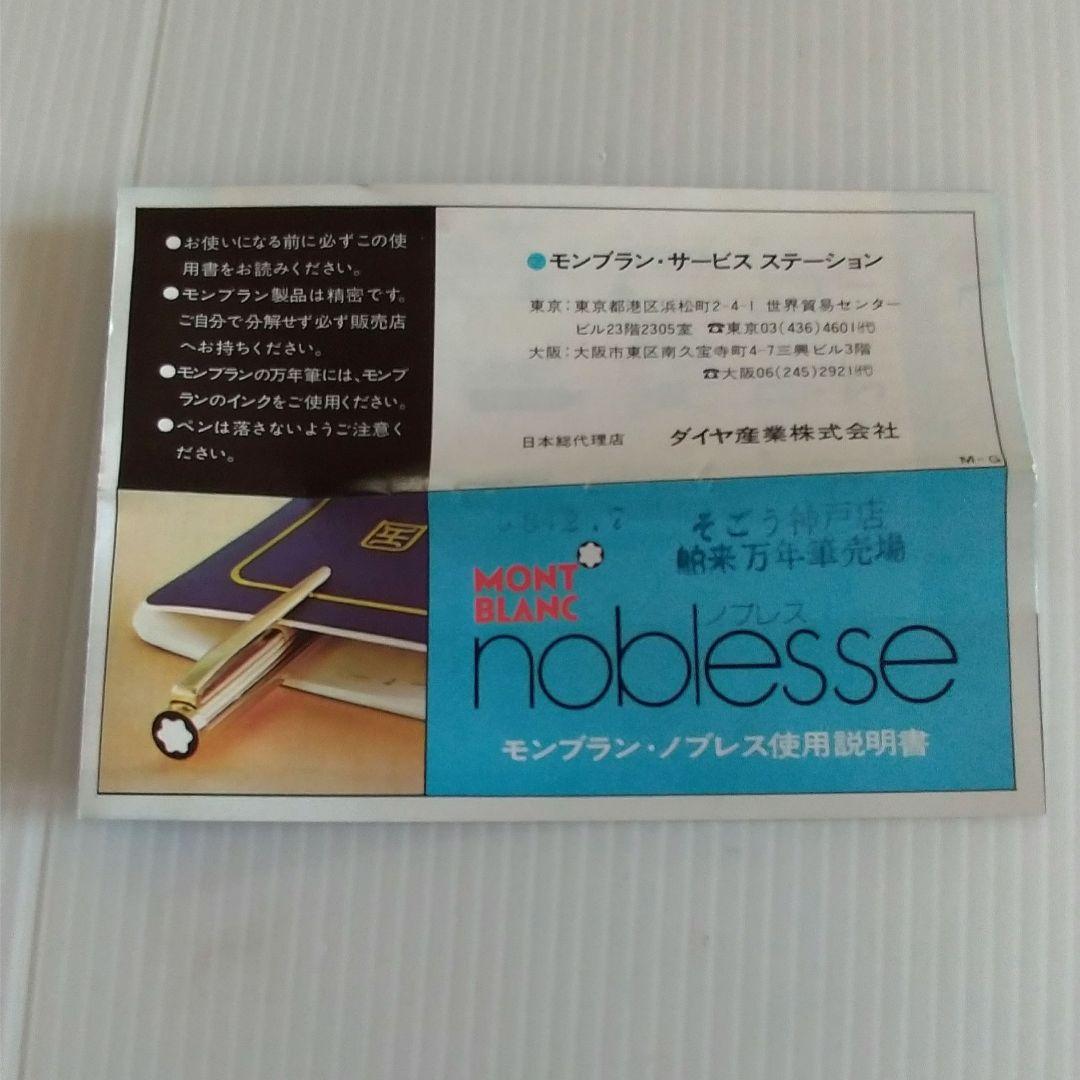 ●お使いになる前に必ずこの使
用書をお読みください。
●モンブラン製品は精密です。
ご自分で分解せず必ず販売店
へお持ちください。
●モンブランの万年筆には、モンブ
ランのインクをご使用ください。
●ペンは落さないようご注意く
ださい。
●モンブラン・サービス ステーション
東京:東京都港区浜松町2-4-1 世界貿易センター
ビル23階2305室 ☎東京03(436)4601㈹
大阪:大阪市東区南久宝寺町4-7三興ビル3階
☎大阪06(245)2921㈹
日本総代理店 ダイヤ産業株式会社
M-G
そごう神戸店
舶来万年筆売場
MONT
BLANC
ノブレス
noblesse
モンブラン・ノブレス使用説明書